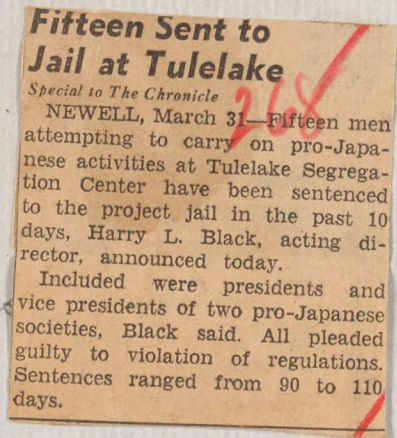 Fifteen Sent to
Jail at Tulelake
Special to The Chronicle
NEWELL, March 31—Fifteen men
attempting to carry on pro-Japa-
nese activities at Tulelake Segrega-
tion Center have been sentenced
to the project jail in the past 10
days, Harry L. Black, acting di-
rector, announced today.
Included were presidents and
vice presidents of two pro-Japanese
societies, Black said. All pleaded
guilty to violation of regulations.
Sentences ranged from 90 to 110
days.
268